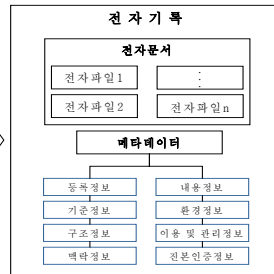 전 자 기 록
전자문서
전자파일1
⋮
전자파일2
전자파일n
메타데이터
등록정보
내용정보
기준정보
환경정보
구조정보
이용 및 관리정보
맥락정보
진본인증정보